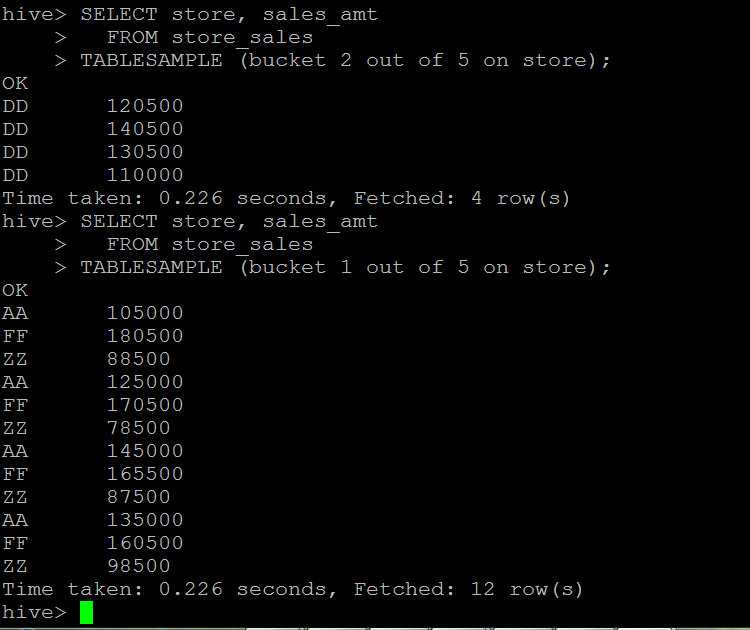 hive> SELECT store, sales_amt
    >   FROM store_sales
    > TABLESAMPLE (bucket 2 out of 5 on store);
OK
DD      120500
DD      140500
DD      130500
DD      110000
Time taken: 0.226 seconds, Fetched: 4 row(s)
hive> SELECT store, sales_amt
    >   FROM store_sales
    > TABLESAMPLE (bucket 1 out of 5 on store);
OK
AA      105000
FF      180500
ZZ      88500
AA      125000
FF      170500
ZZ      78500
AA      145000
FF      165500
ZZ      87500
AA      135000
FF      160500
ZZ      98500
Time taken: 0.226 seconds, Fetched: 12 row(s)
hive>